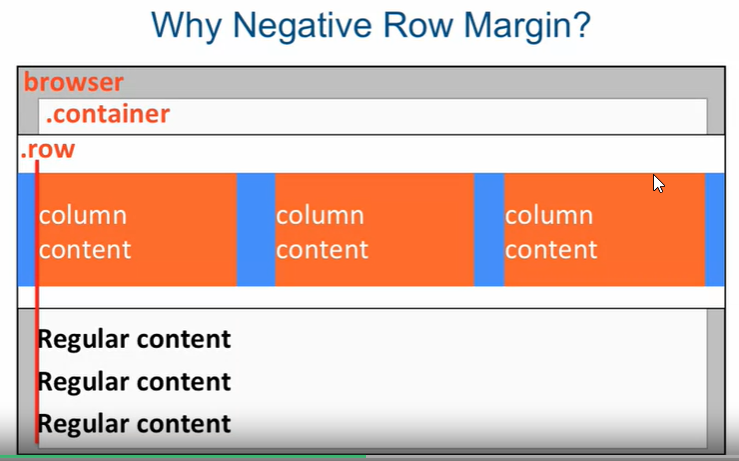 Why Negative Row Margin?
browser
.container
.row
column column column
content content content
Regular content
Regular content
Regular content